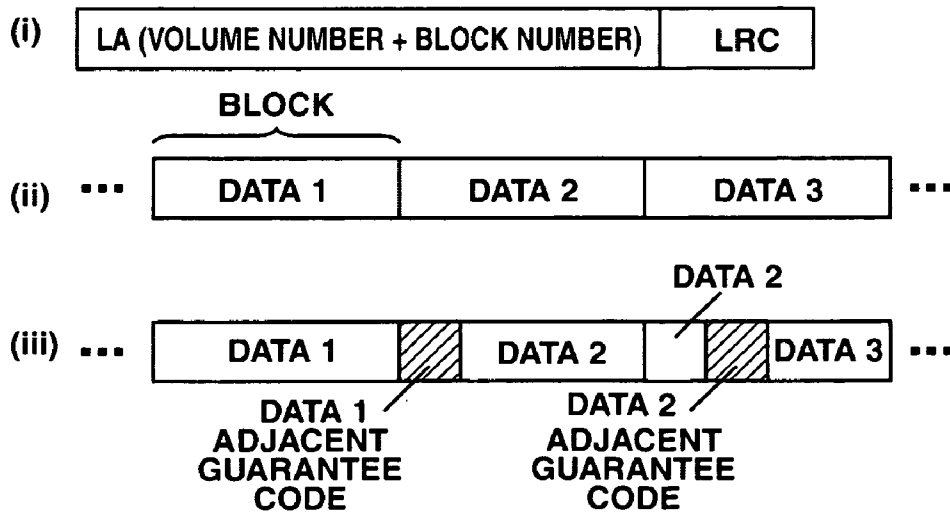 (i) LA (VOLUME NUMBER + BLOCK NUMBER) LRC
BLOCK
(ii) ... DATA 1 DATA 2 DATA 3 ...
DATA 2
(iii) ... DATA 1 DATA 2 DATA 3 ...
DATA 1 DATA 2
ADJACENT ADJACENT
GUARANTEE GUARANTEE
CODE CODE